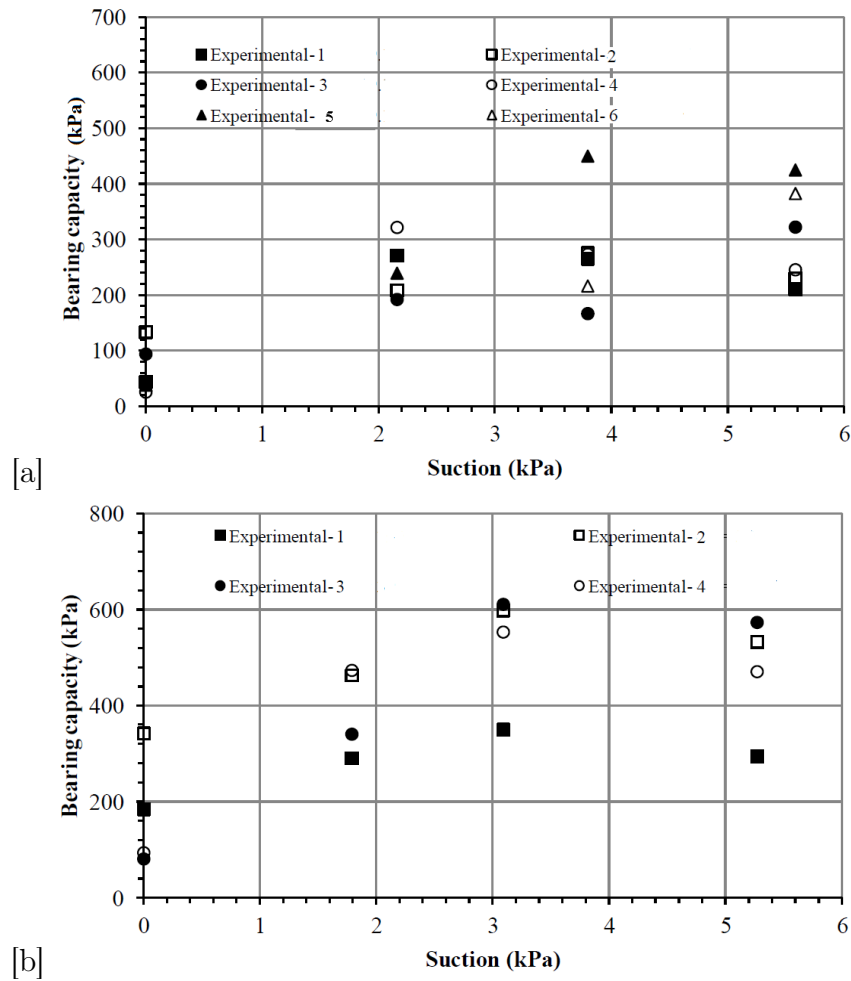 700
600
500
400
300
200
100
0
Bearing capacity (kPa)
■ Experimental- 1
□ Experimental- 2
● Experimental- 3
○ Experimental- 4
▲ Experimental- 5
△ Experimental- 6
0 1 2 3 4 5 6
Suction (kPa)
[a]
800
600
400
200
0
Bearing capacity (kPa)
■ Experimental- 1
□ Experimental- 2
● Experimental- 3
○ Experimental- 4
0 1 2 3 4 5 6
Suction (kPa)
[b]